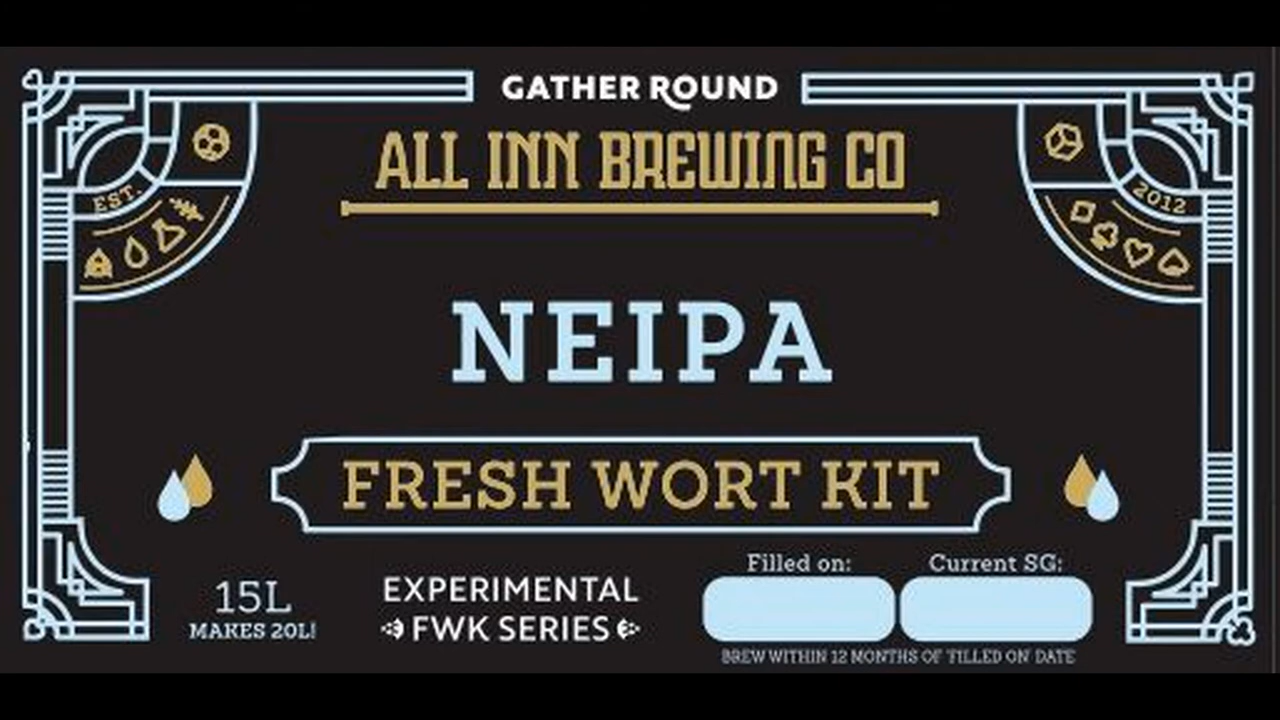 GATHER ROUND
ALL INN BREWING CO
EST.
2012
NEIPA
FRESH WORT KIT
15L
MAKES 20L!
EXPERIMENTAL
FWK SERIES
Filled on:
Current SG:
BREW WITHIN 12 MONTHS OF 'FILLED ON' DATE